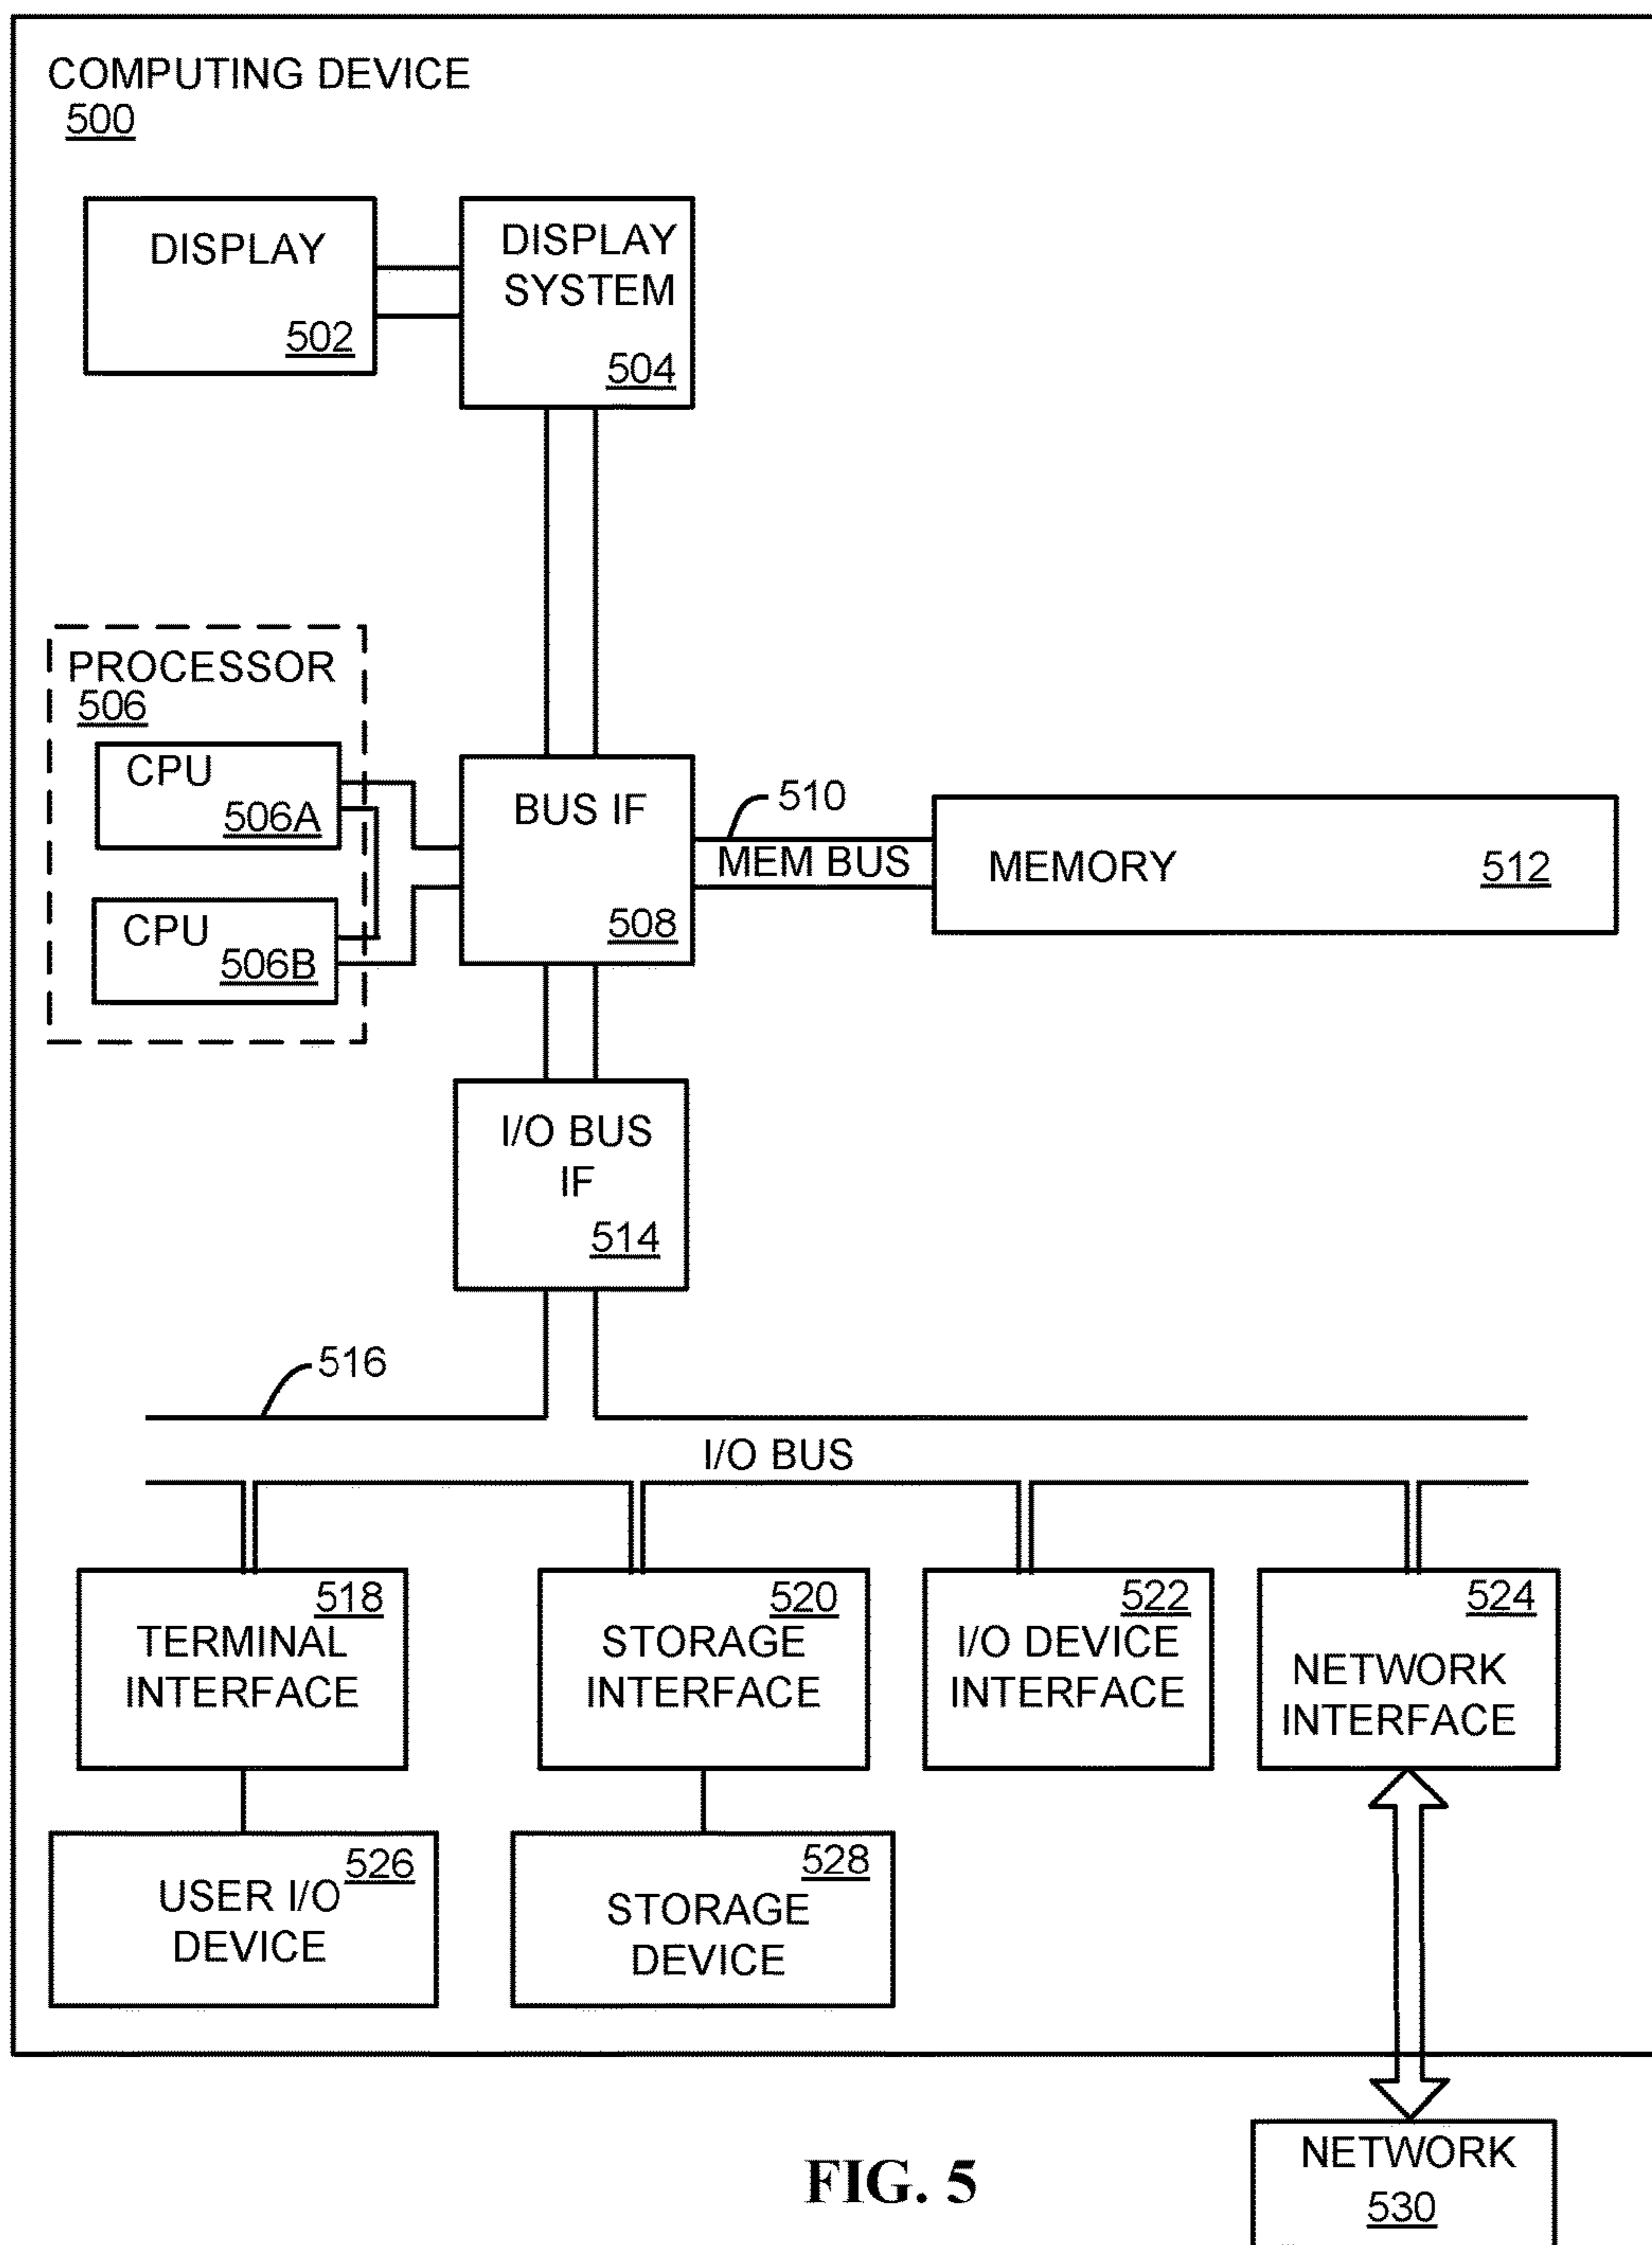 COMPUTING DEVICE
500
DISPLAY
502
DISPLAY
SYSTEM
504
PROCESSOR
506
CPU
506A
CPU
506B
BUS IF
508
510
MEM BUS
MEMORY 512
I/O BUS
IF
514
516
I/O BUS
518
TERMINAL
INTERFACE
520
STORAGE
INTERFACE
522
I/O DEVICE
INTERFACE
524
NETWORK
INTERFACE
526
USER I/O
DEVICE
528
STORAGE
DEVICE
NETWORK
530
FIG. 5